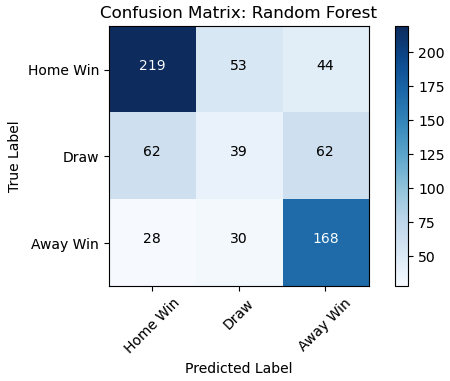 Confusion Matrix: Random Forest
True Label
Home Win 219 53 44
Draw 62 39 62
Away Win 28 30 168
Home Win Draw Away Win
Predicted Label
200
175
150
125
100
75
50